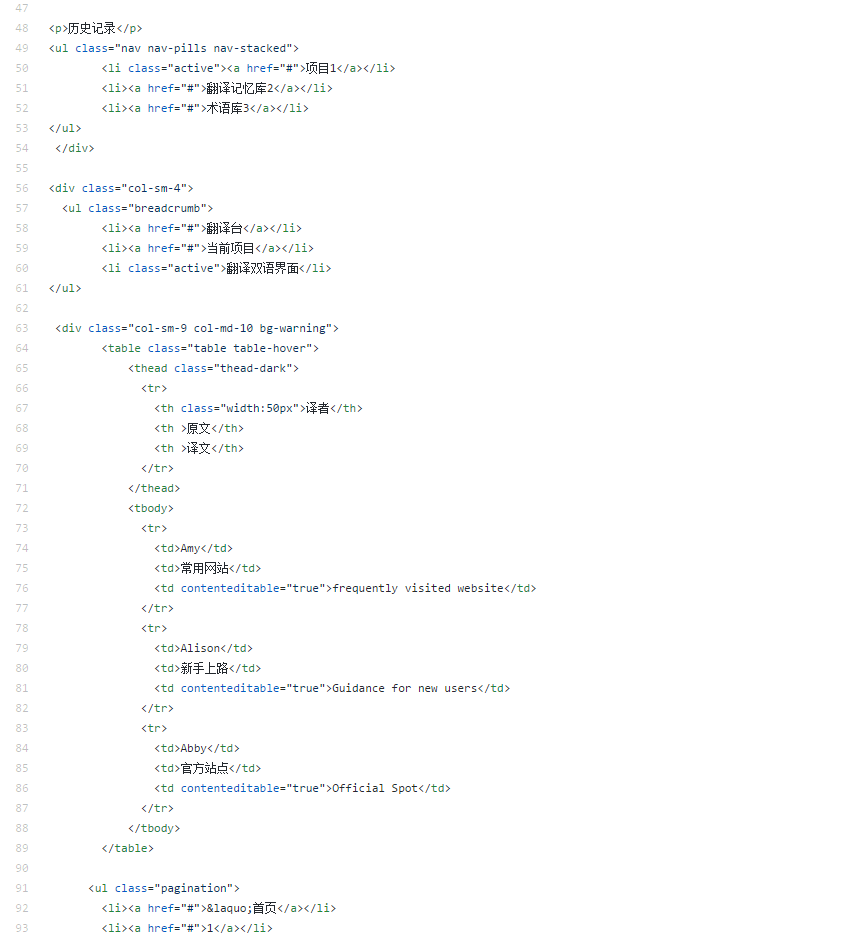 47
48 <p>历史记录</p>
49 <ul class="nav nav-pills nav-stacked">
50 <li class="active"><a href="#">项目1</a></li>
51 <li><a href="#">翻译记忆库2</a></li>
52 <li><a href="#">术语库3</a></li>
53 </ul>
54 </div>
55
56 <div class="col-sm-4">
57 <ul class="breadcrumb">
58 <li><a href="#">翻译台</a></li>
59 <li><a href="#">当前项目</a></li>
60 <li class="active">翻译双语界面</li>
61 </ul>
62
63 <div class="col-sm-9 col-md-10 bg-warning">
64 <table class="table table-hover">
65 <thead class="thead-dark">
66 <tr>
67 <th class="width:50px">译者</th>
68 <th >原文</th>
69 <th >译文</th>
70 </tr>
71 </thead>
72 <tbody>
73 <tr>
74 <td>Amy</td>
75 <td>常用网站</td>
76 <td contenteditable="true">frequently visited website</td>
77 </tr>
78 <tr>
79 <td>Alison</td>
80 <td>新手上路</td>
81 <td contenteditable="true">Guidance for new users</td>
82 </tr>
83 <tr>
84 <td>Abby</td>
85 <td>官方站点</td>
86 <td contenteditable="true">Official Spot</td>
87 </tr>
88 </tbody>
89 </table>
90
91 <ul class="pagination">
92 <li><a href="#">&laquo;首页</a></li>
93 <li><a href="#">1</a></li>